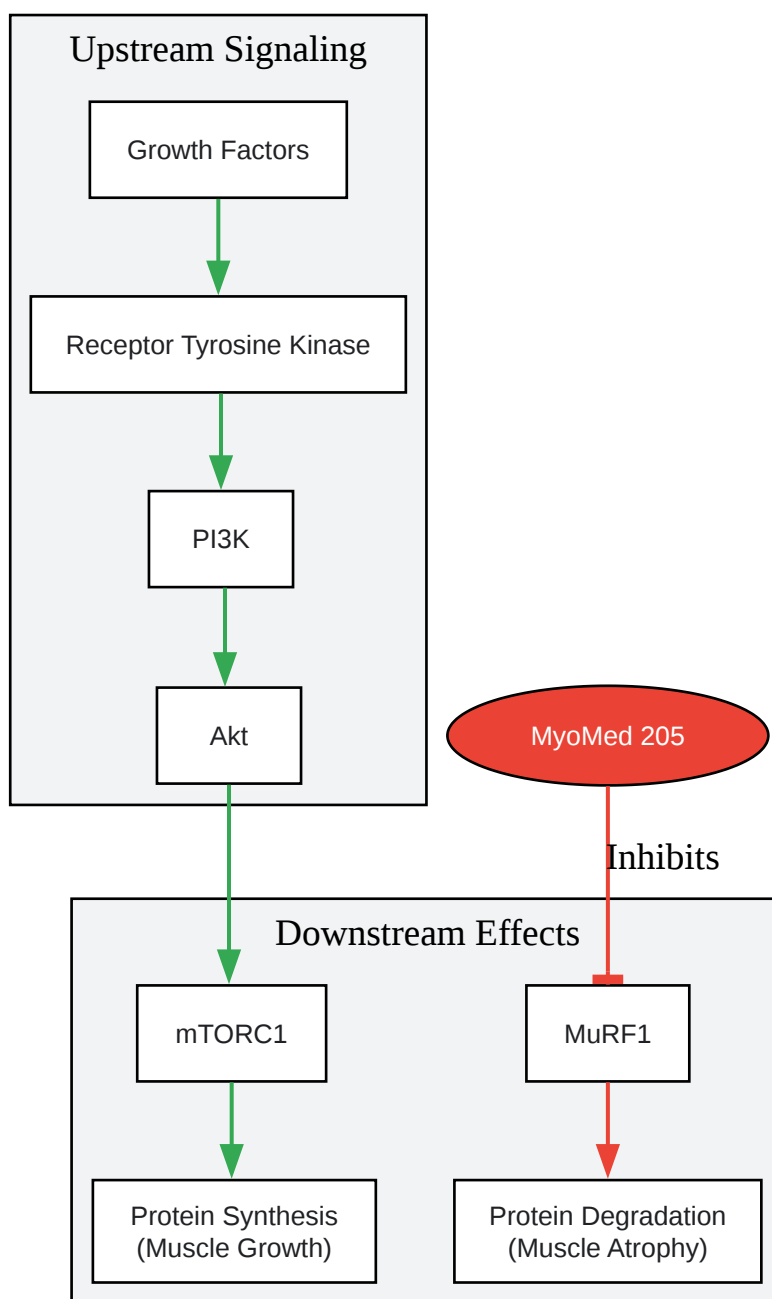 Upstream Signaling
Growth Factors
Receptor Tyrosine Kinase
PI3K
Akt
MyoMed 205
Inhibits
Downstream Effects
mTORC1
MuRF1
Protein Synthesis
(Muscle Growth)
Protein Degradation
(Muscle Atrophy)